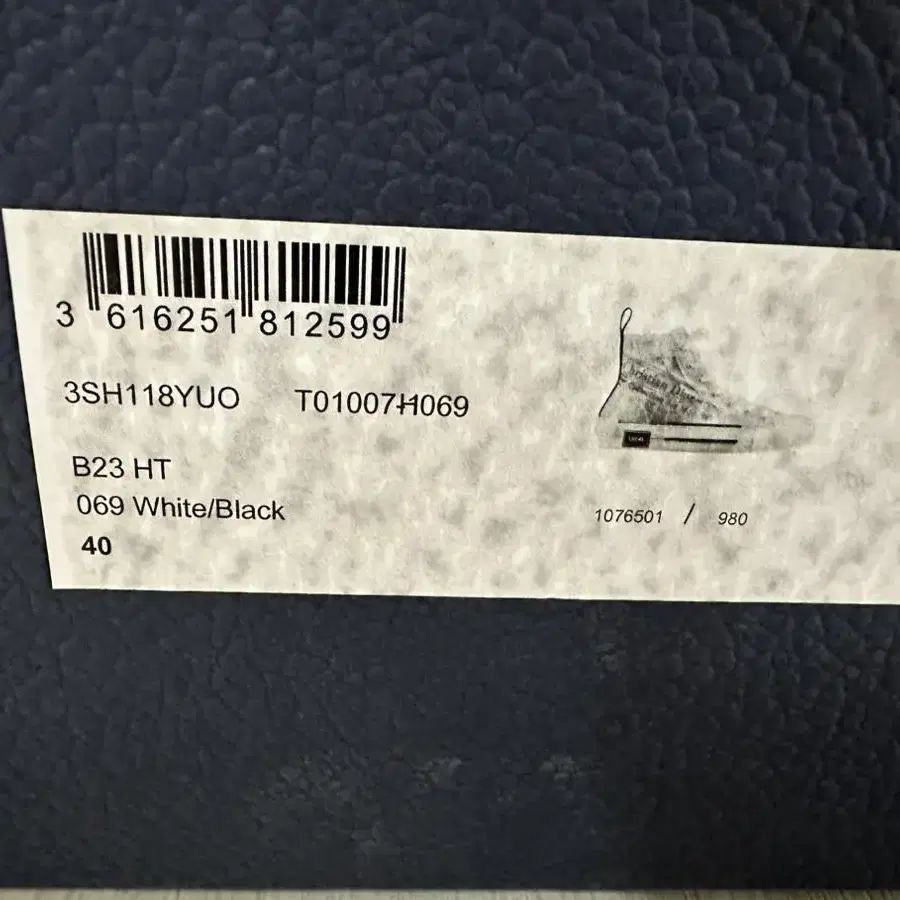 3 616251 812599
3SH118YUO T01007H069
B23 HT
069 White/Black
40
1076501 / 980